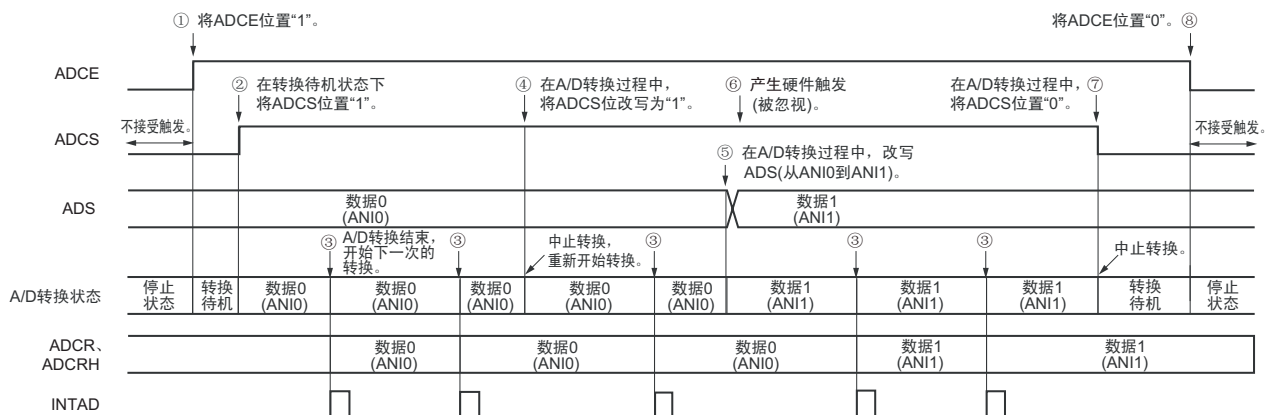 ① 将ADCE位置“1”。
将ADCE位置“0”。⑧
ADCE
② 在转换待机状态下
将ADCS位置“1”。
④ 在A/D转换过程中，
将ADCS位改写为“1”。
⑥ 产生硬件触发
(被忽视)。
在A/D转换过程中，⑦
将ADCS位置“0”。
不接受触发。
不接受触发。
ADCS
⑤ 在A/D转换过程中，改写
ADS(从ANI0到ANI1)。
ADS
数据0
(ANI0)
数据1
(ANI1)
③ A/D转换结束，
开始下一次的
转换。
③
中止转换，
重新开始转换。
③
③
③
中止转换。
A/D转换状态
停止
状态
转换
待机
数据0
(ANI0)
数据0
(ANI0)
数据0
(ANI0)
数据0
(ANI0)
数据0
(ANI0)
数据1
(ANI1)
数据1
(ANI1)
数据1
(ANI1)
转换
待机
停止
状态
ADCR、
ADCRH
数据0
(ANI0)
数据0
(ANI0)
数据0
(ANI0)
数据1
(ANI1)
数据1
(ANI1)
INTAD